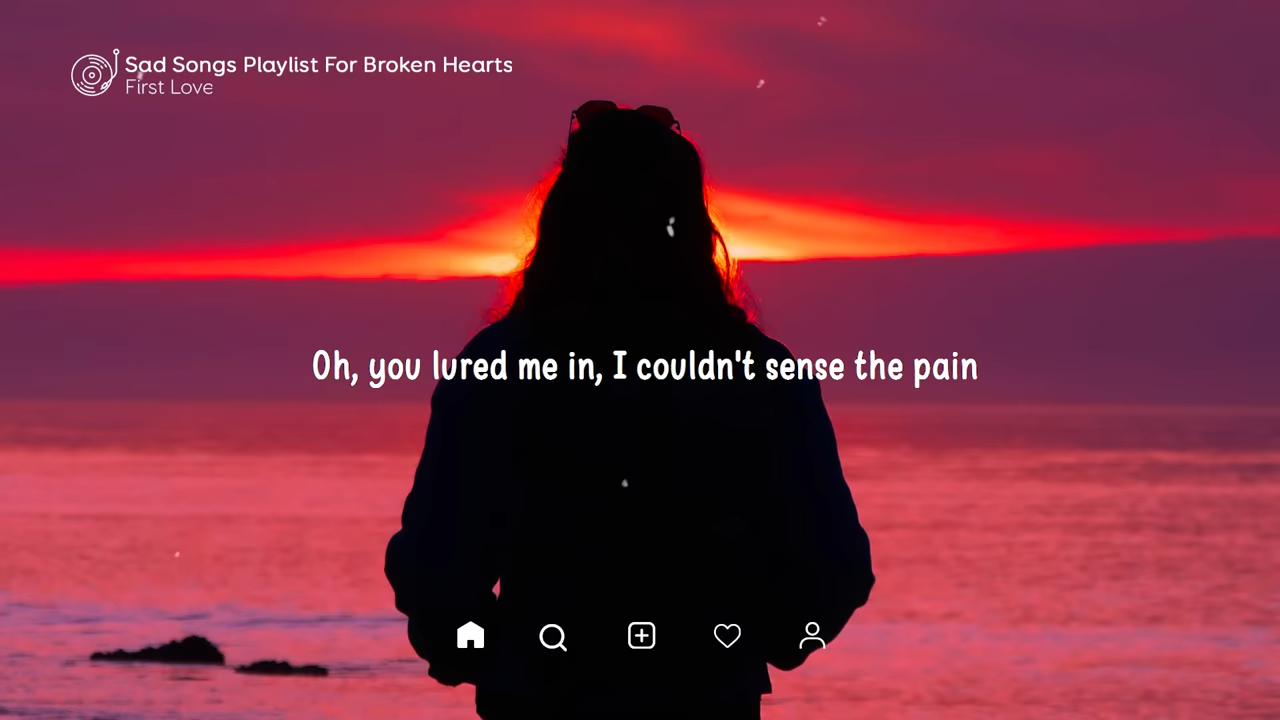 Sad Songs Playlist For Broken Hearts
First Love
Oh, you lured me in, I couldn't sense the pain